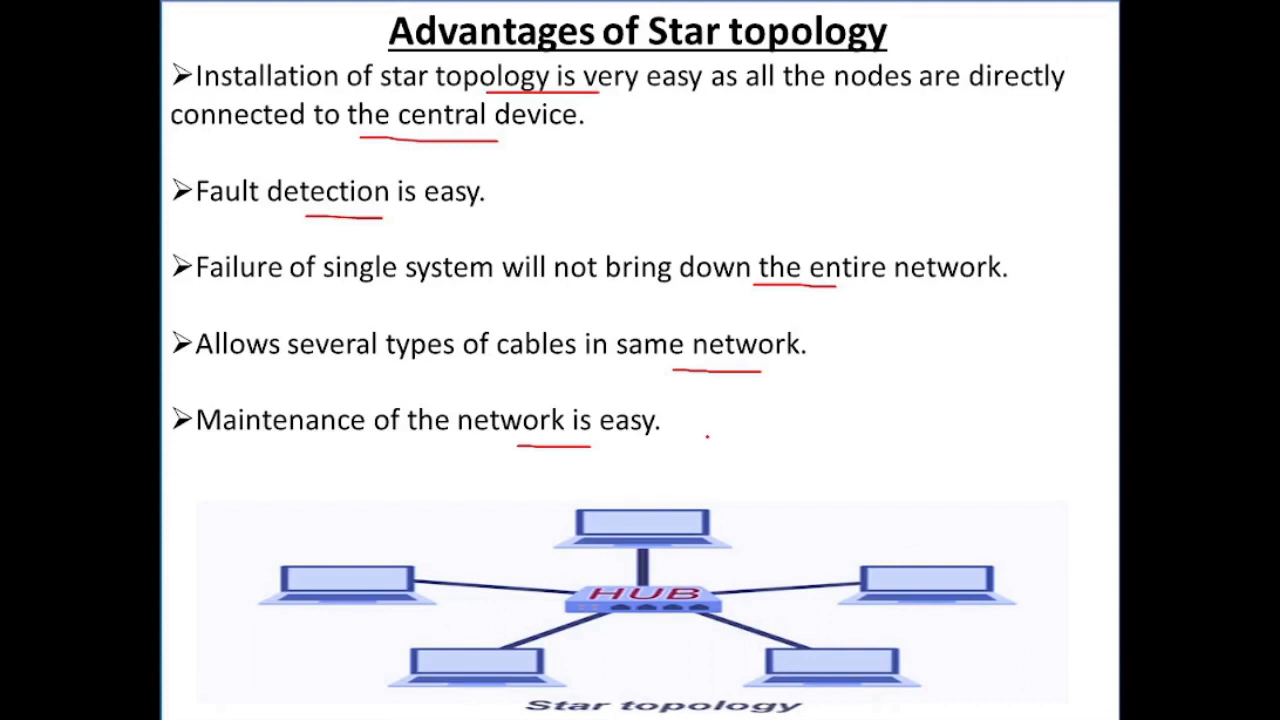 Advantages of Star topology
➢Installation of star topology is very easy as all the nodes are directly
connected to the central device.
➢Fault detection is easy.
➢Failure of single system will not bring down the entire network.
➢Allows several types of cables in same network.
➢Maintenance of the network is easy.
HUB
Star topology